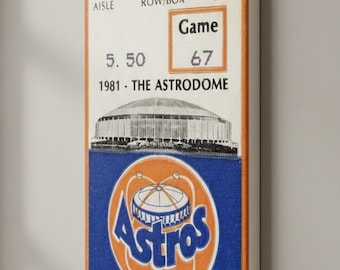 AISLE ROW/BOX
Game
5.50 67
1981 - THE ASTRODOME
Astros